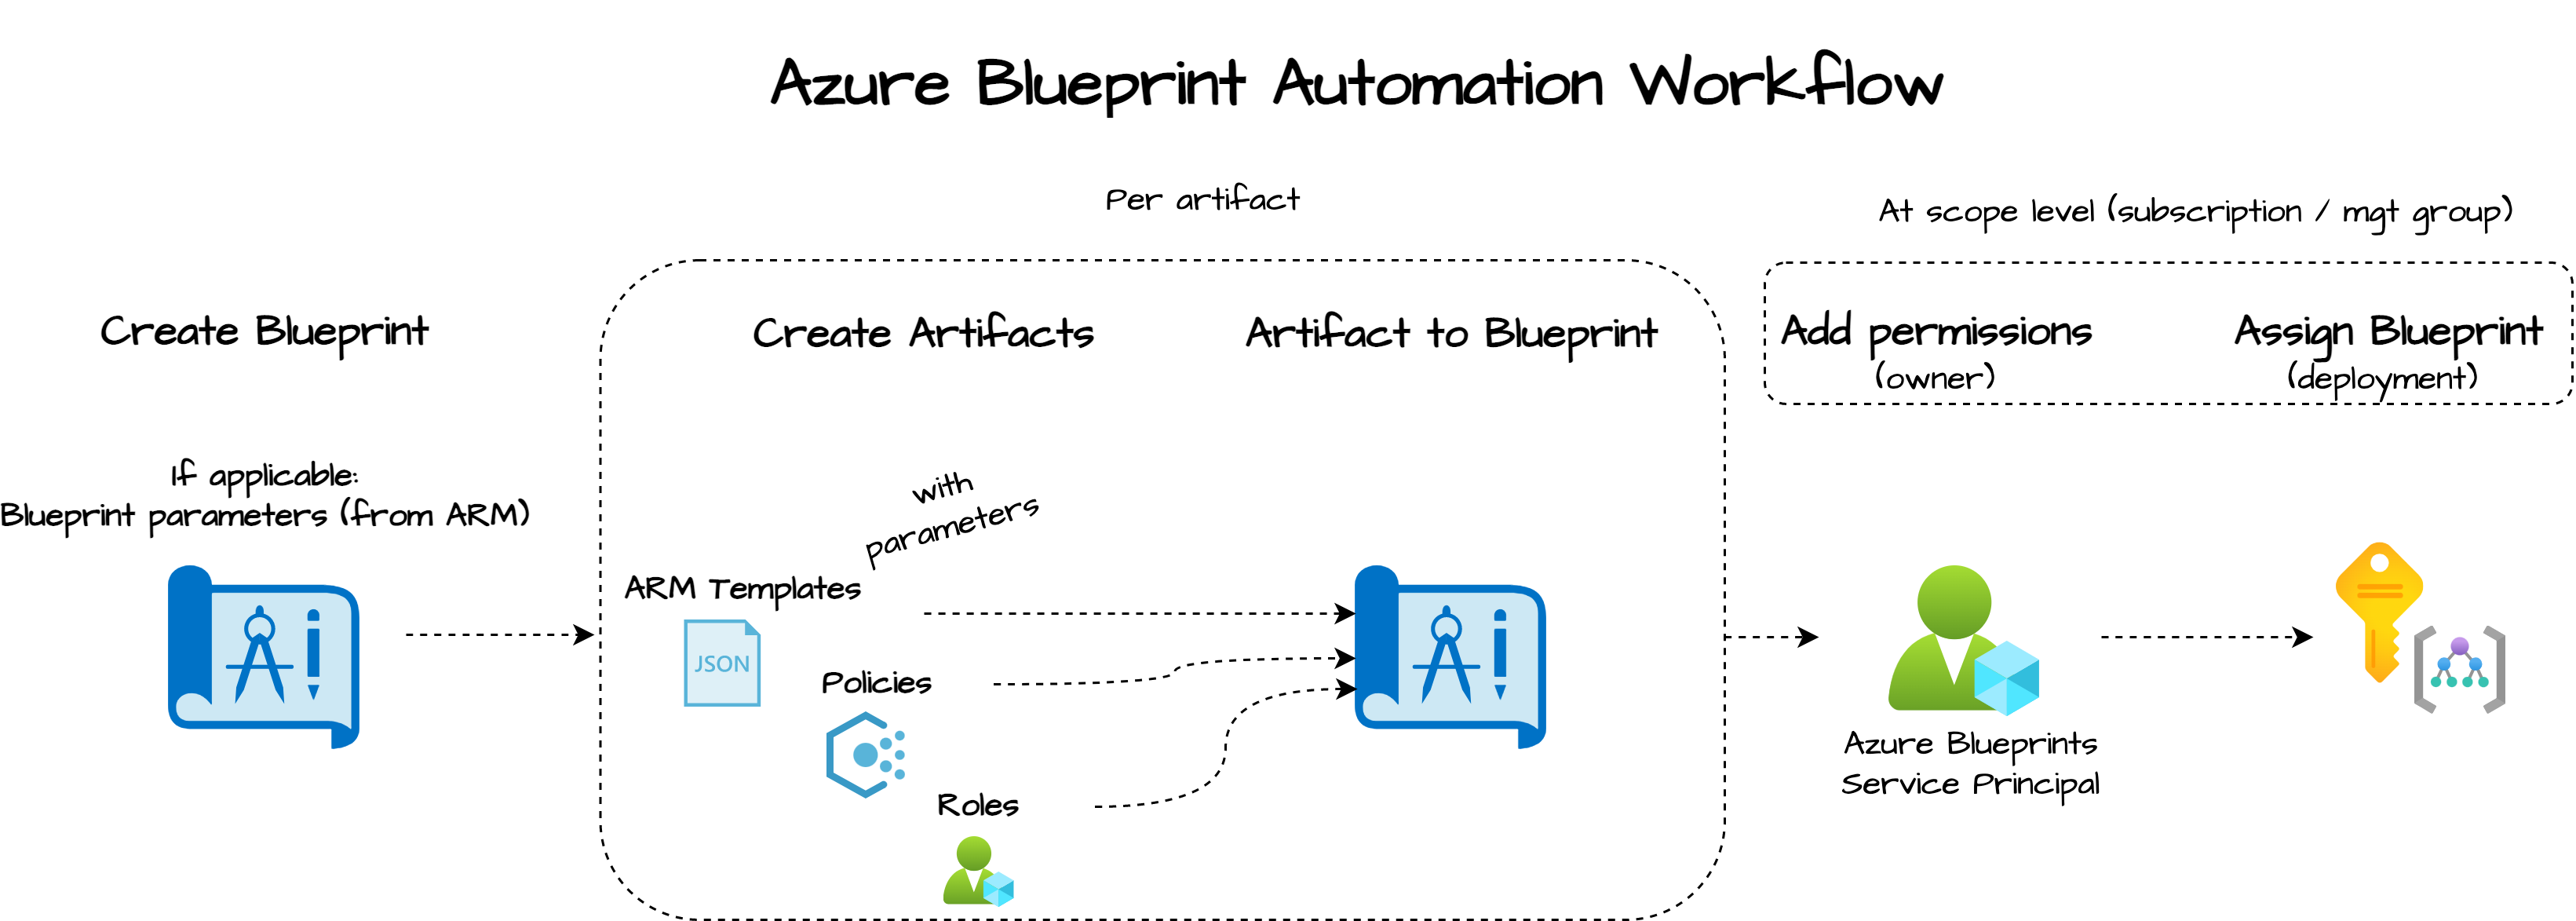 Azure Blueprint Automation Workflow
Per artifact
At scope level (subscription / mgt group)
Create Blueprint
Create Artifacts
Artifact to Blueprint
Add permissions
(owner)
Assign Blueprint
(deployment)
If applicable:
Blueprint parameters (from ARM)
with
parameters
ARM Templates
JSON
Policies
Roles
Azure Blueprints
Service Principal